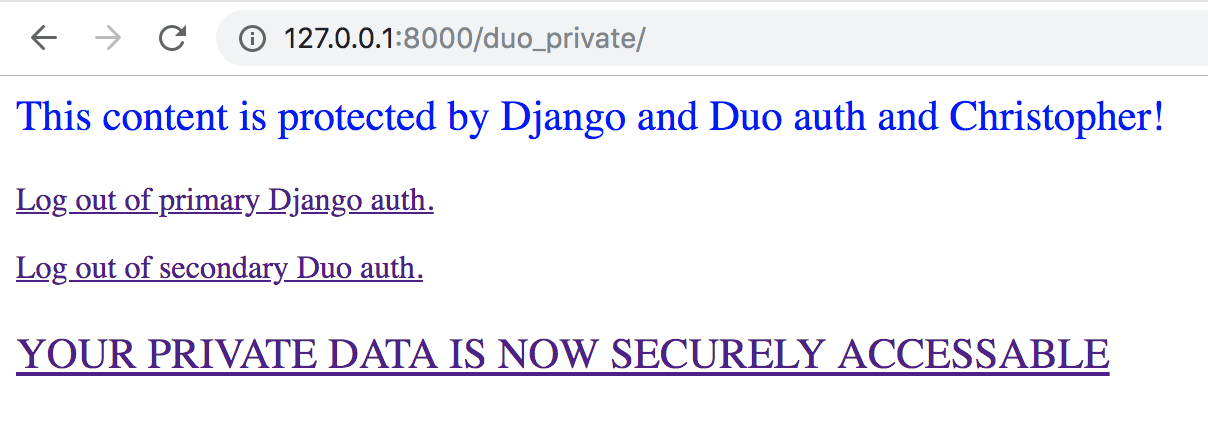 127.0.0.1:8000/duo_private/
This content is protected by Django and Duo auth and Christopher!
Log out of primary Django auth.
Log out of secondary Duo auth.
YOUR PRIVATE DATA IS NOW SECURELY ACCESSABLE